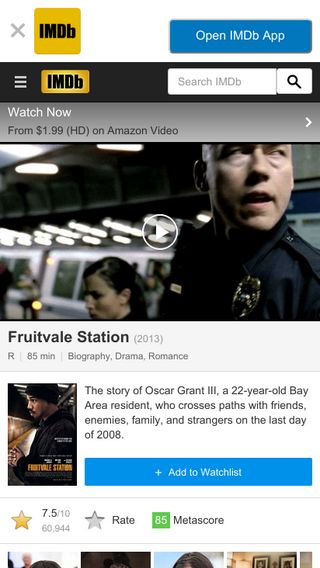 IMDb
Open IMDb App
IMDb
Search IMDb
Watch Now
From $1.99 (HD) on Amazon Video
Fruitvale Station (2013)
R | 85 min | Biography, Drama, Romance
The story of Oscar Grant III, a 22-year-old Bay
Area resident, who crosses paths with friends,
enemies, family, and strangers on the last day
of 2008.
FRUITVALE STATION
+ Add to Watchlist
7.5/10
60,944
Rate
85 Metascore